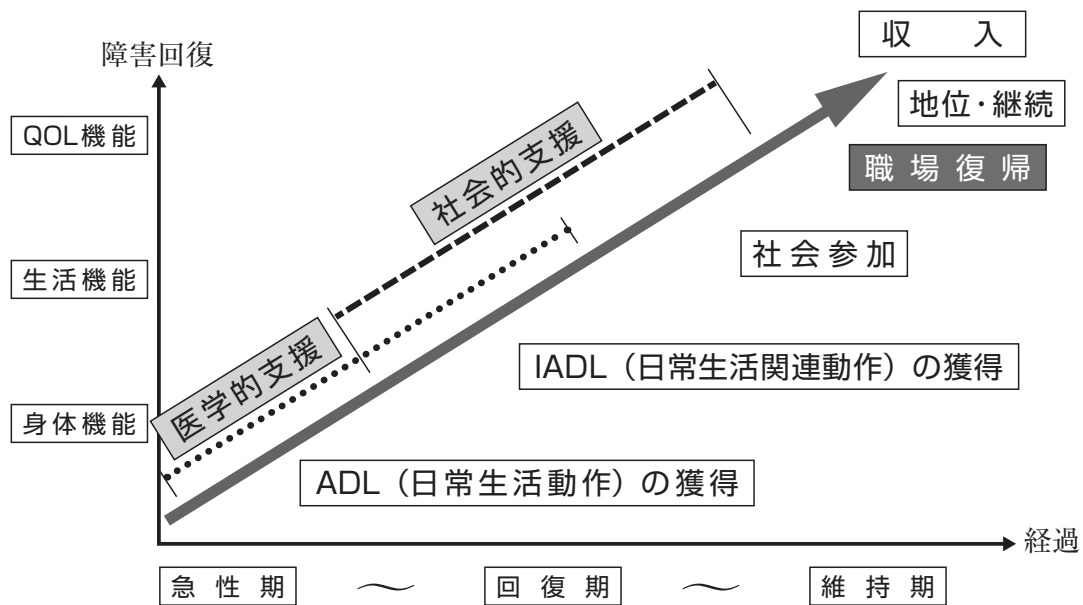 障害回復
収 入
地位・継続
QOL機能
職場復帰
社会的支援
社会参加
生活機能
医学的支援
IADL（日常生活関連動作）の獲得
身体機能
ADL（日常生活動作）の獲得
経過
急性期 〜 回復期 〜 維持期